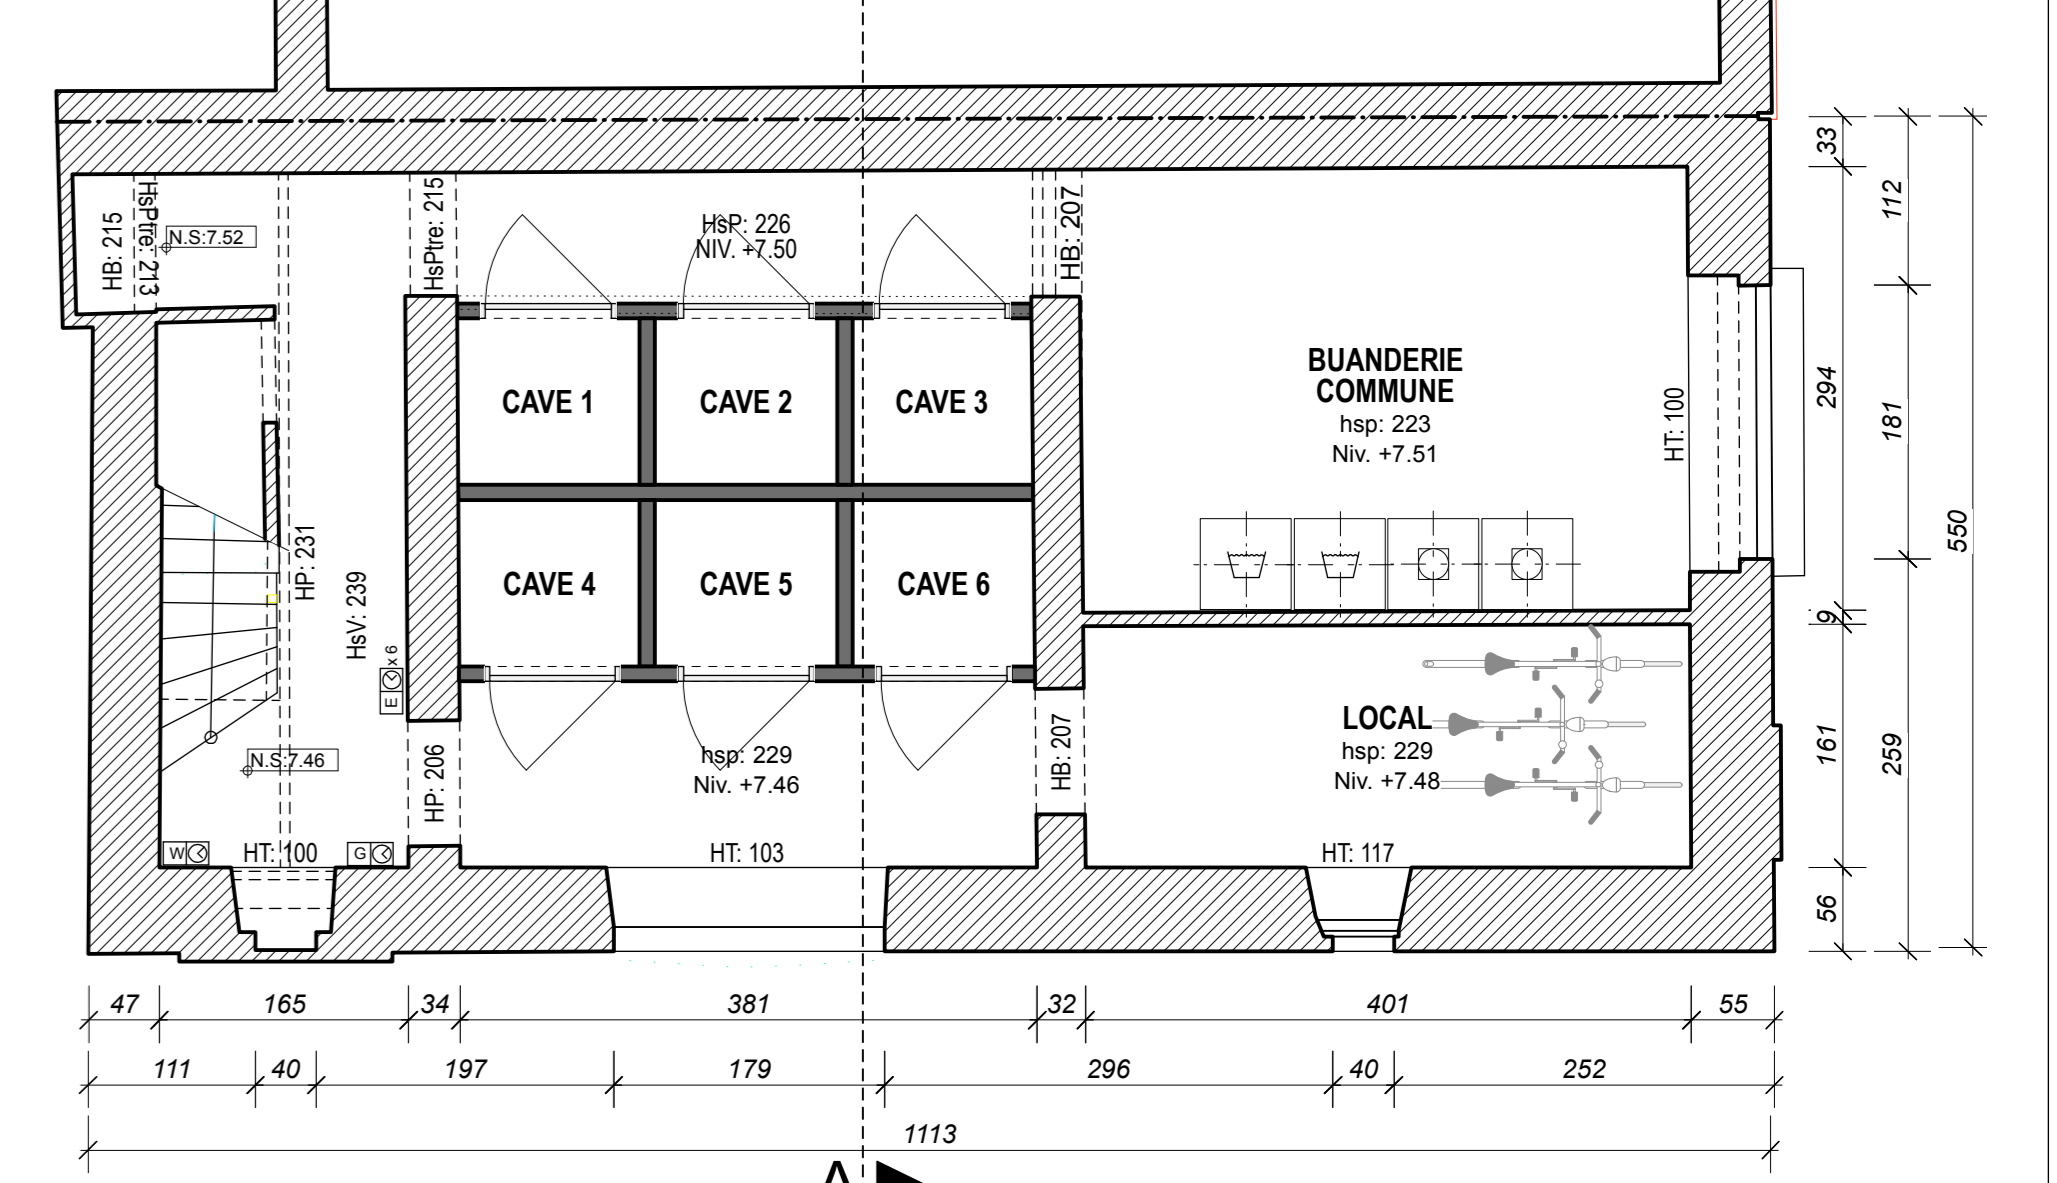 HB: 215
HsPtre: 213
N.S:7.52
HsPtre: 215
HsP: 226
NIV. +7.50
HB: 207
33
112
CAVE 1
CAVE 2
CAVE 3
BUANDERIE
COMMUNE
hsp: 223
Niv. +7.51
HT: 100
294
181
550
HP: 231
HsV: 239
CAVE 4
CAVE 5
CAVE 6
9
E
x 6
N.S:7.46
HP: 206
hsp: 229
Niv. +7.46
HB: 207
LOCAL
hsp: 229
Niv. +7.48
161
259
W
HT: 100
G
HT: 103
HT: 117
56
47
165
34
381
32
401
55
111
40
197
179
296
40
252
1113
A